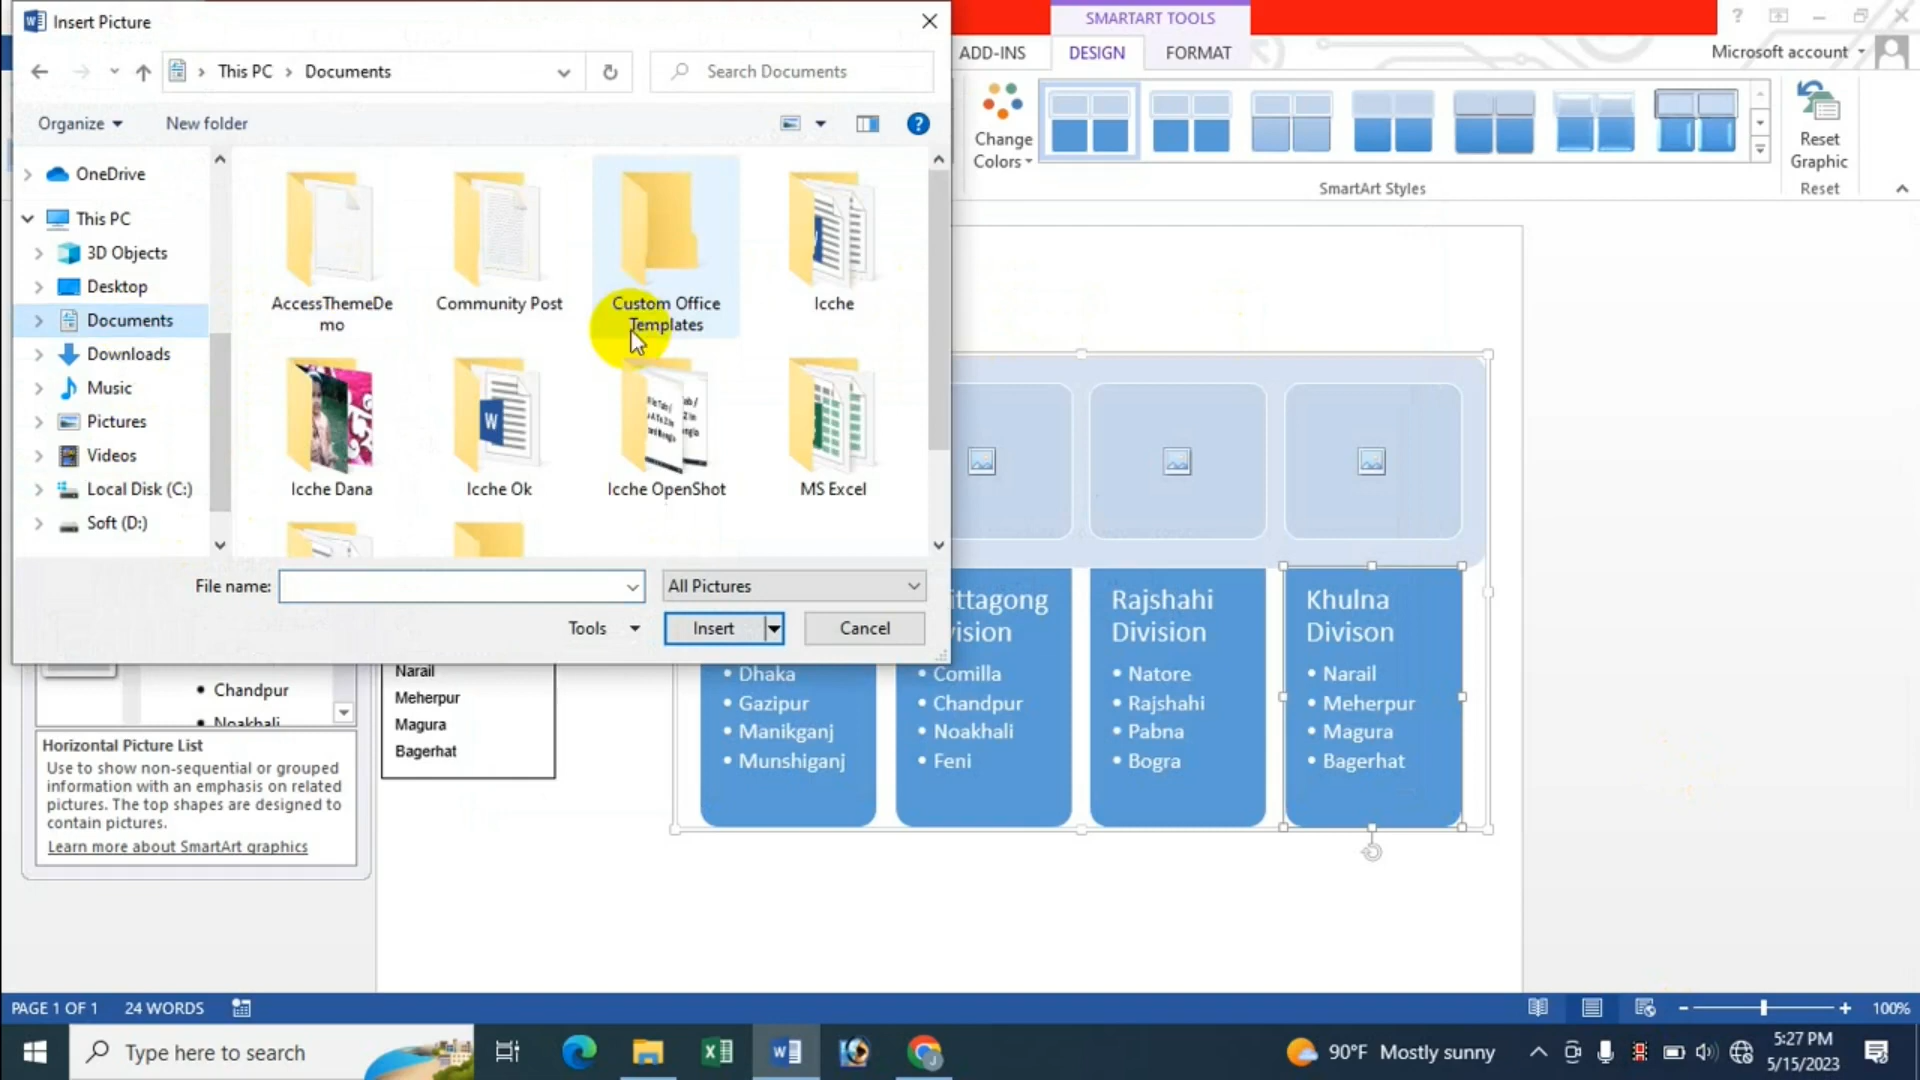 Insert Picture
SMARTART TOOLS
ADD-INS
DESIGN
FORMAT
Microsoft account
This PC > Documents
Search Documents
Organize
New folder
Change
Colors
Reset
Graphic
SmartArt Styles
Reset
OneDrive
This PC
3D Objects
Desktop
Documents
Downloads
Music
Pictures
Videos
Local Disk (C:)
Soft (D:)
AccessThemeDe
mo
Community Post
Custom Office
Templates
Icche
Icche Dana
Icche Ok
Icche OpenShot
MS Excel
File name:
All Pictures
Tools
Insert
Cancel
• Chandpur
• Noakhali
Horizontal Picture List
Use to show non-sequential or grouped
information with an emphasis on related
pictures. The top shapes are designed to
contain pictures.
Learn more about SmartArt graphics
Narail
Meherpur
Magura
Bagerhat
• Dhaka
• Gazipur
• Manikganj
• Munshiganj
ittagong
vision
• Comilla
• Chandpur
• Noakhali
• Feni
Rajshahi
Division
• Natore
• Rajshahi
• Pabna
• Bogra
Khulna
Divison
• Narail
• Meherpur
• Magura
• Bagerhat
PAGE 1 OF 1
24 WORDS
100%
Type here to search
90°F Mostly sunny
5:27 PM
5/15/2023